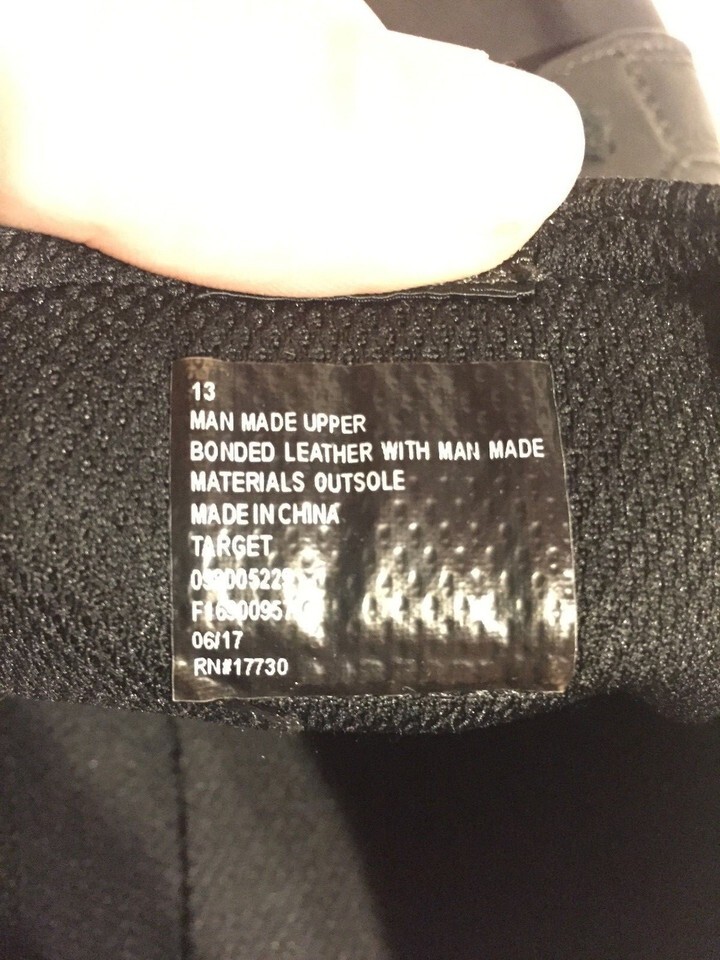 13
MAN MADE UPPER
BONDED LEATHER WITH MAN MADE
MATERIALS OUTSOLE
MADE IN CHINA
TARGET
06/17
RN#17730